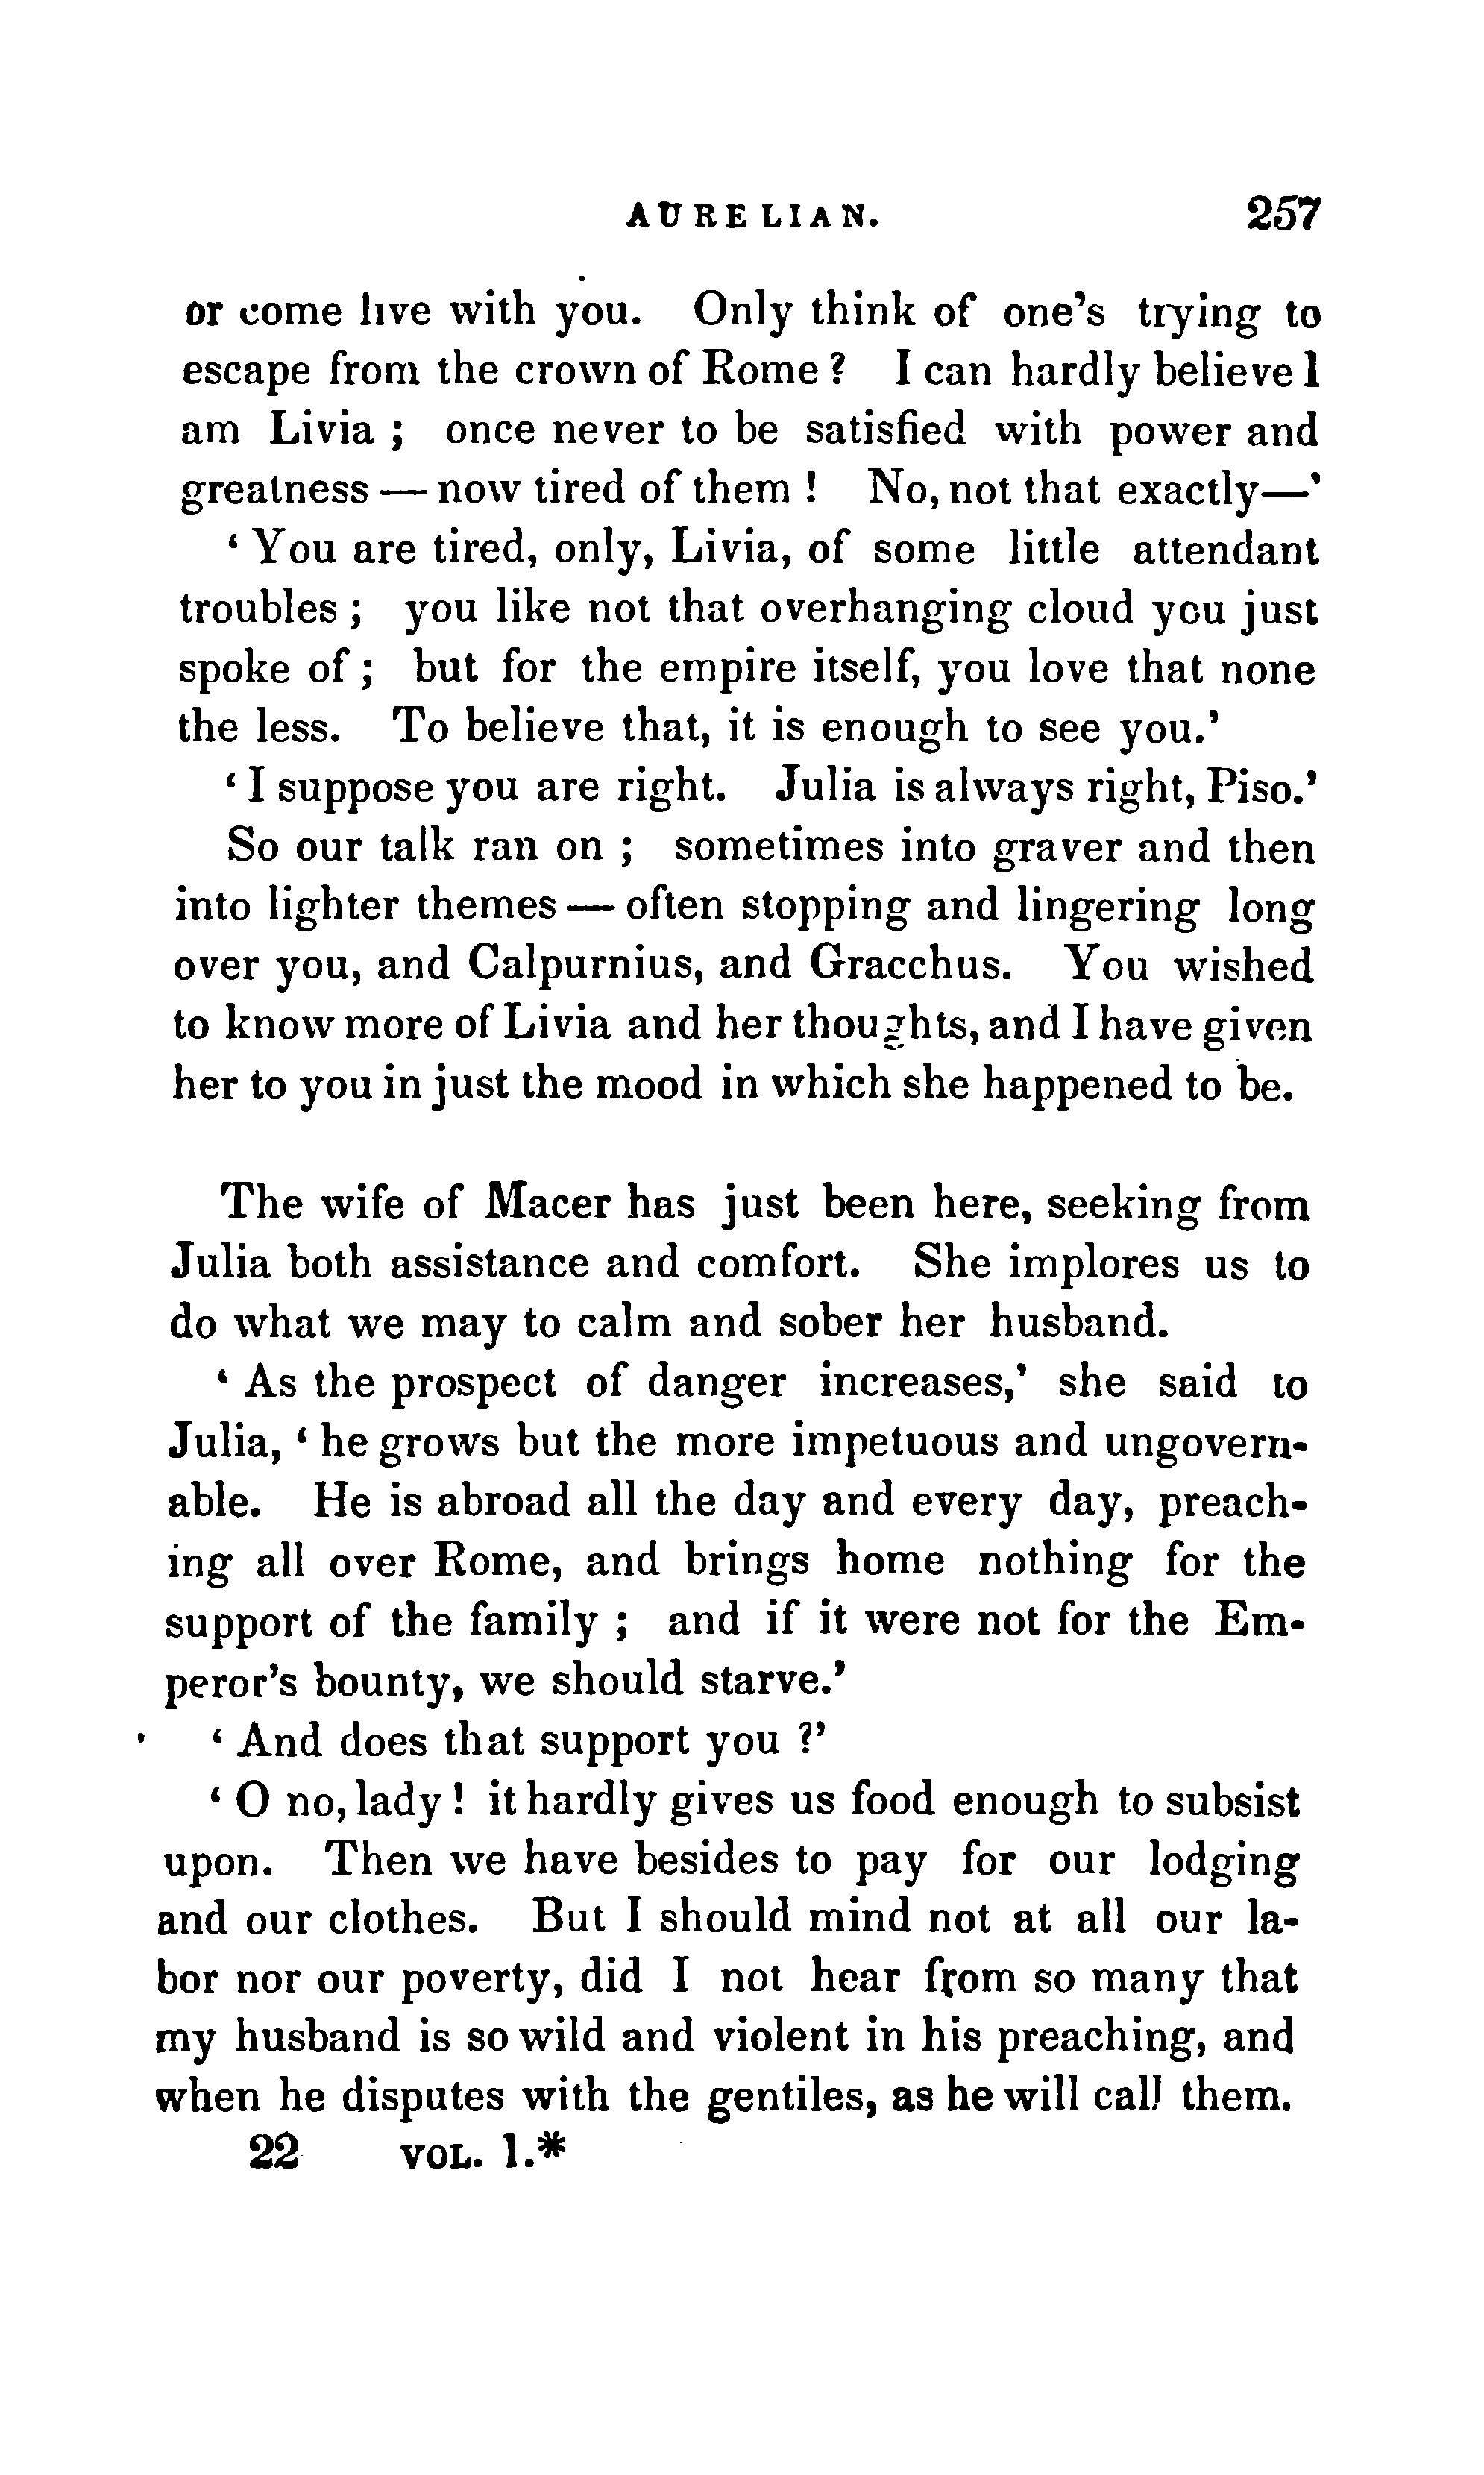 AURELIAN. 257
or come live with you. Only think of one's trying to
escape from the crown of Rome? I can hardly believe I
am Livia; once never to be satisfied with power and
greatness — now tired of them! No, not that exactly—'
'You are tired, only, Livia, of some little attendant
troubles; you like not that overhanging cloud you just
spoke of; but for the empire itself, you love that none
the less. To believe that, it is enough to see you.'
'I suppose you are right. Julia is always right, Piso.'
So our talk ran on; sometimes into graver and then
into lighter themes — often stopping and lingering long
over you, and Calpurnius, and Gracchus. You wished
to know more of Livia and her thoughts, and I have given
her to you in just the mood in which she happened to be.
The wife of Macer has just been here, seeking from
Julia both assistance and comfort. She implores us to
do what we may to calm and sober her husband.
'As the prospect of danger increases,' she said to
Julia, 'he grows but the more impetuous and ungovern-
able. He is abroad all the day and every day, preach-
ing all over Rome, and brings home nothing for the
support of the family; and if it were not for the Em-
peror's bounty, we should starve.'
'And does that support you?'
'O no, lady! it hardly gives us food enough to subsist
upon. Then we have besides to pay for our lodging
and our clothes. But I should mind not at all our la-
bor nor our poverty, did I not hear from so many that
my husband is so wild and violent in his preaching, and
when he disputes with the gentiles, as he will call them.
22 VOL. 1.*